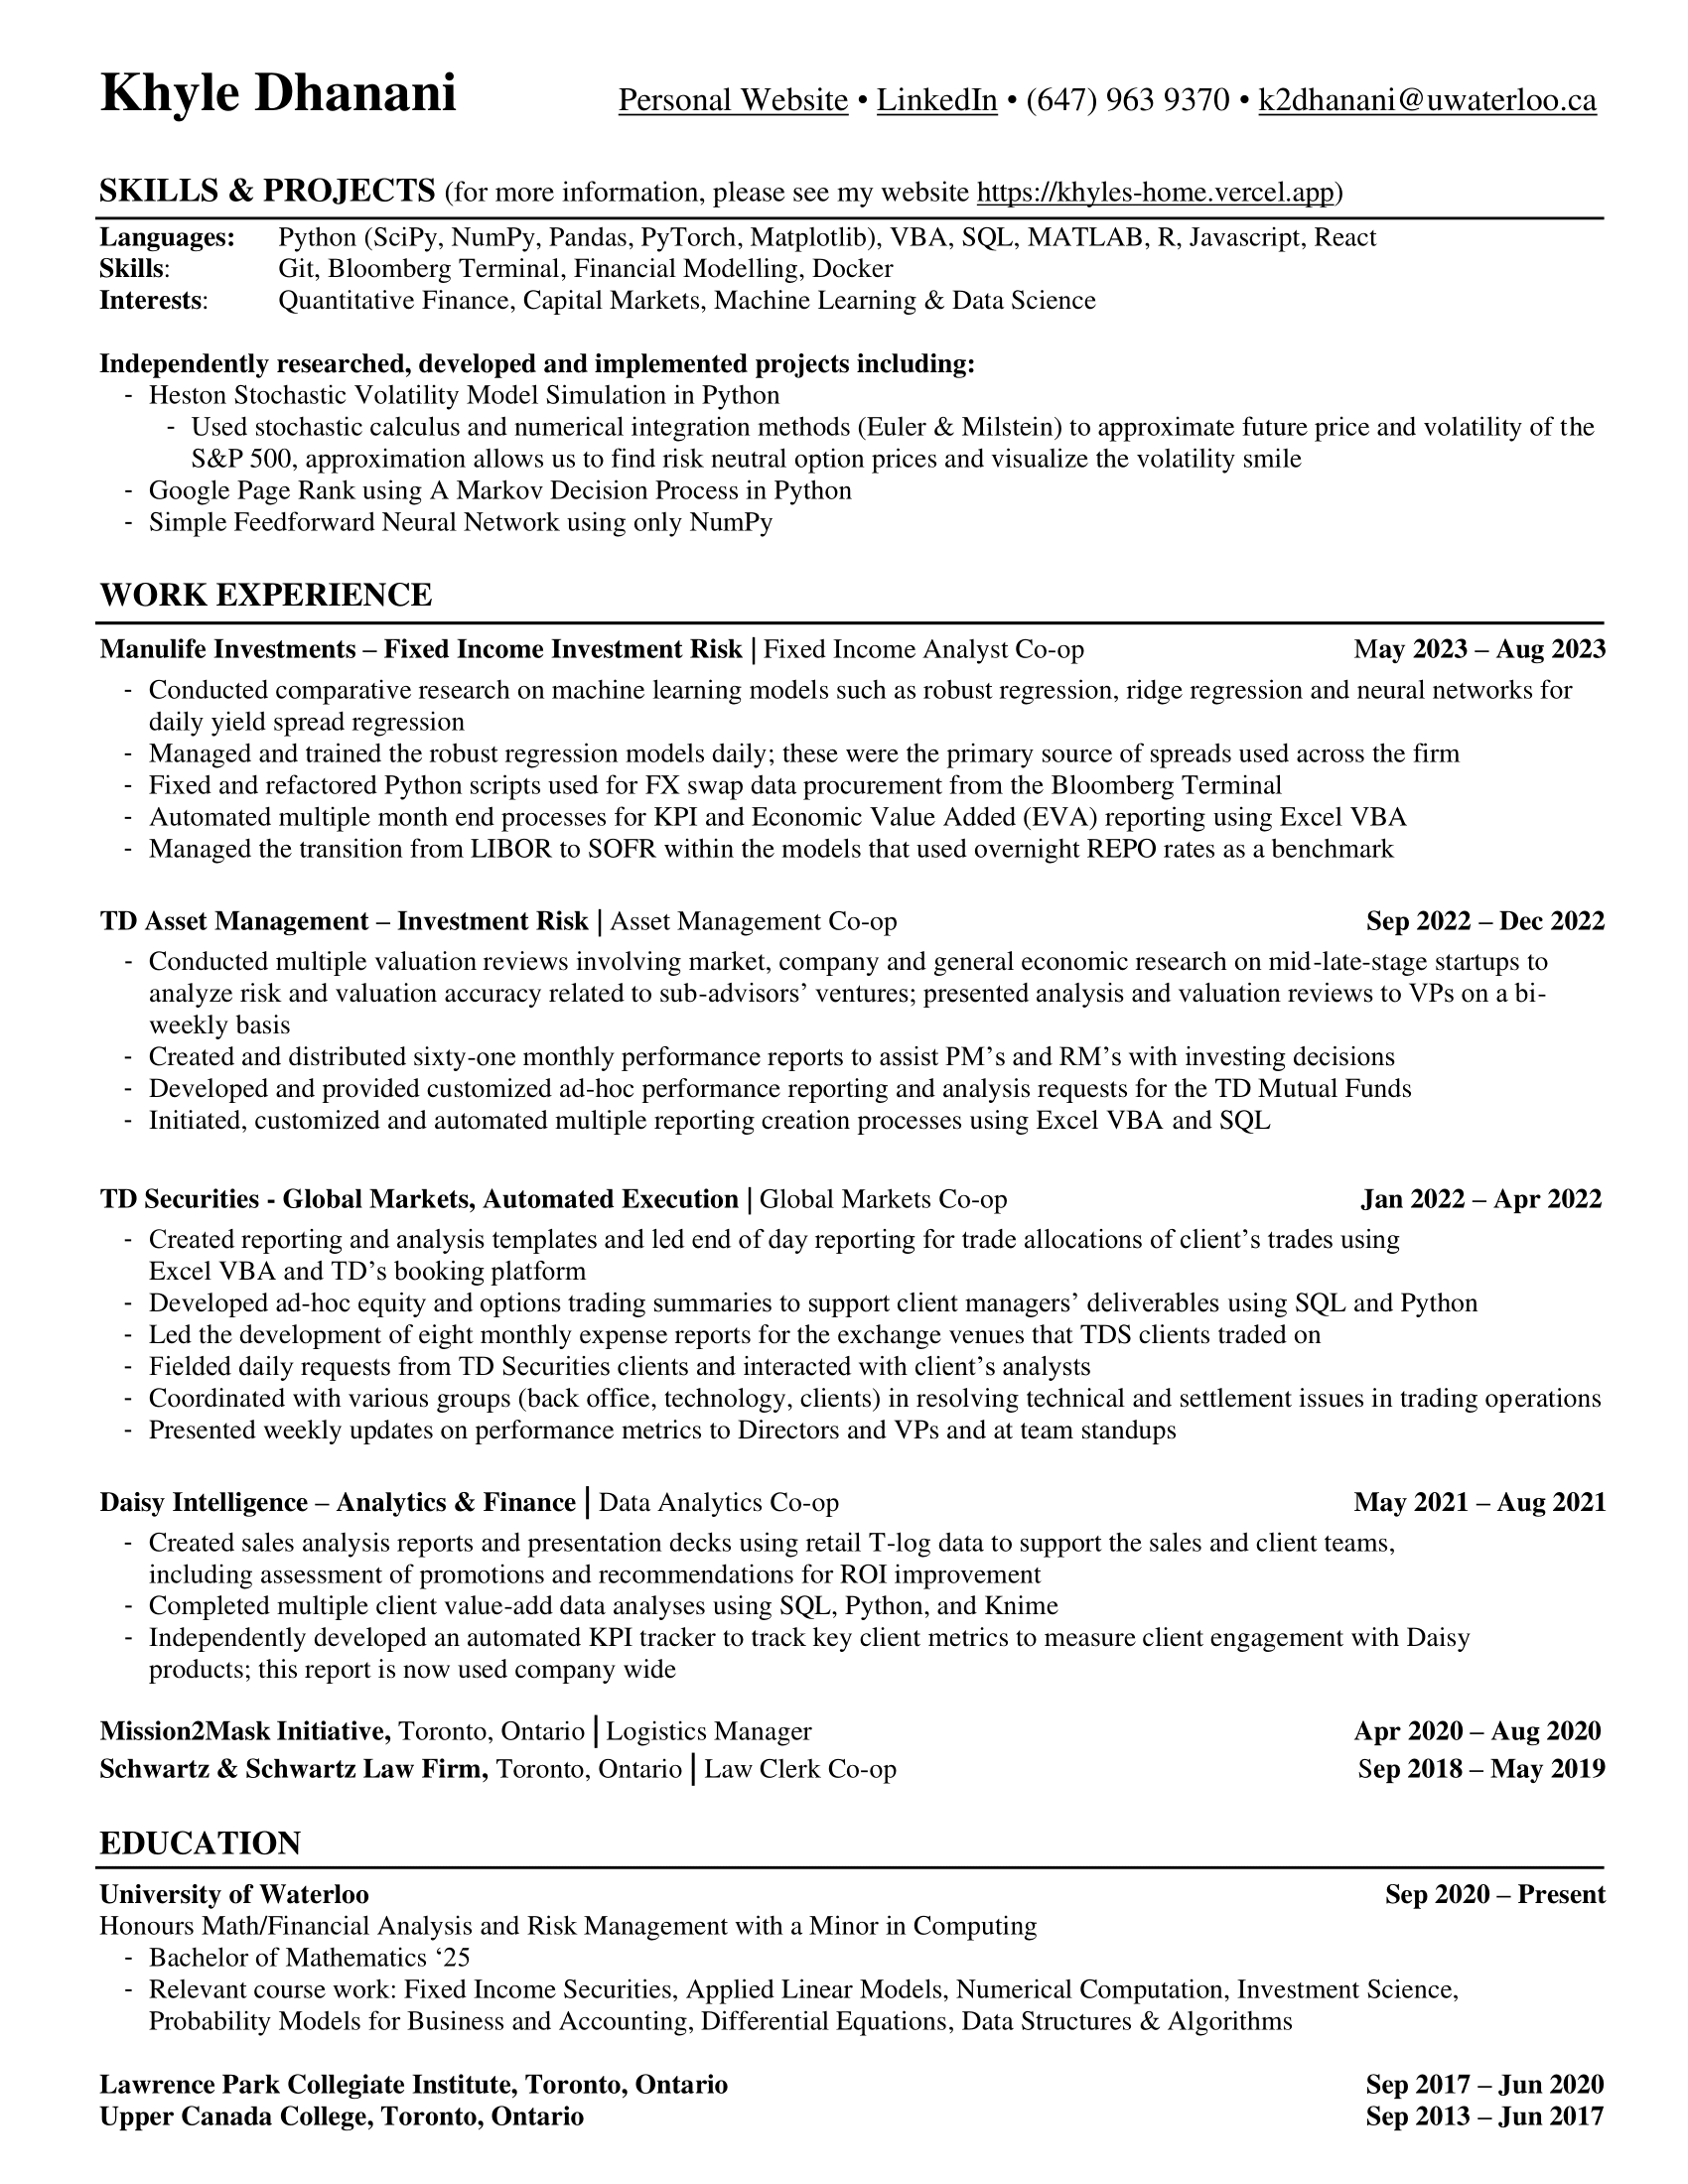 Khyle Dhanani Personal Website • LinkedIn • (647) 963 9370 • k2dhanani@uwaterloo.ca
SKILLS & PROJECTS (for more information, please see my website https://khyles-home.vercel.app)
Languages: Python (SciPy, NumPy, Pandas, PyTorch, Matplotlib), VBA, SQL, MATLAB, R, Javascript, React
Skills: Git, Bloomberg Terminal, Financial Modelling, Docker
Interests: Quantitative Finance, Capital Markets, Machine Learning & Data Science
Independently researched, developed and implemented projects including:
- Heston Stochastic Volatility Model Simulation in Python
- Used stochastic calculus and numerical integration methods (Euler & Milstein) to approximate future price and volatility of the
S&P 500, approximation allows us to find risk neutral option prices and visualize the volatility smile
- Google Page Rank using A Markov Decision Process in Python
- Simple Feedforward Neural Network using only NumPy
WORK EXPERIENCE
Manulife Investments – Fixed Income Investment Risk | Fixed Income Analyst Co-op May 2023 – Aug 2023
- Conducted comparative research on machine learning models such as robust regression, ridge regression and neural networks for
daily yield spread regression
- Managed and trained the robust regression models daily; these were the primary source of spreads used across the firm
- Fixed and refactored Python scripts used for FX swap data procurement from the Bloomberg Terminal
- Automated multiple month end processes for KPI and Economic Value Added (EVA) reporting using Excel VBA
- Managed the transition from LIBOR to SOFR within the models that used overnight REPO rates as a benchmark
TD Asset Management – Investment Risk | Asset Management Co-op Sep 2022 – Dec 2022
- Conducted multiple valuation reviews involving market, company and general economic research on mid-late-stage startups to
analyze risk and valuation accuracy related to sub-advisors’ ventures; presented analysis and valuation reviews to VPs on a bi-
weekly basis
- Created and distributed sixty-one monthly performance reports to assist PM’s and RM’s with investing decisions
- Developed and provided customized ad-hoc performance reporting and analysis requests for the TD Mutual Funds
- Initiated, customized and automated multiple reporting creation processes using Excel VBA and SQL
TD Securities - Global Markets, Automated Execution | Global Markets Co-op Jan 2022 – Apr 2022
- Created reporting and analysis templates and led end of day reporting for trade allocations of client’s trades using
Excel VBA and TD’s booking platform
- Developed ad-hoc equity and options trading summaries to support client managers’ deliverables using SQL and Python
- Led the development of eight monthly expense reports for the exchange venues that TDS clients traded on
- Fielded daily requests from TD Securities clients and interacted with client’s analysts
- Coordinated with various groups (back office, technology, clients) in resolving technical and settlement issues in trading operations
- Presented weekly updates on performance metrics to Directors and VPs and at team standups
Daisy Intelligence – Analytics & Finance | Data Analytics Co-op May 2021 – Aug 2021
- Created sales analysis reports and presentation decks using retail T-log data to support the sales and client teams,
including assessment of promotions and recommendations for ROI improvement
- Completed multiple client value-add data analyses using SQL, Python, and Knime
- Independently developed an automated KPI tracker to track key client metrics to measure client engagement with Daisy
products; this report is now used company wide
Mission2Mask Initiative, Toronto, Ontario | Logistics Manager Apr 2020 – Aug 2020
Schwartz & Schwartz Law Firm, Toronto, Ontario | Law Clerk Co-op Sep 2018 – May 2019
EDUCATION
University of Waterloo Sep 2020 – Present
Honours Math/Financial Analysis and Risk Management with a Minor in Computing
- Bachelor of Mathematics ‘25
- Relevant course work: Fixed Income Securities, Applied Linear Models, Numerical Computation, Investment Science,
Probability Models for Business and Accounting, Differential Equations, Data Structures & Algorithms
Lawrence Park Collegiate Institute, Toronto, Ontario Sep 2017 – Jun 2020
Upper Canada College, Toronto, Ontario Sep 2013 – Jun 2017